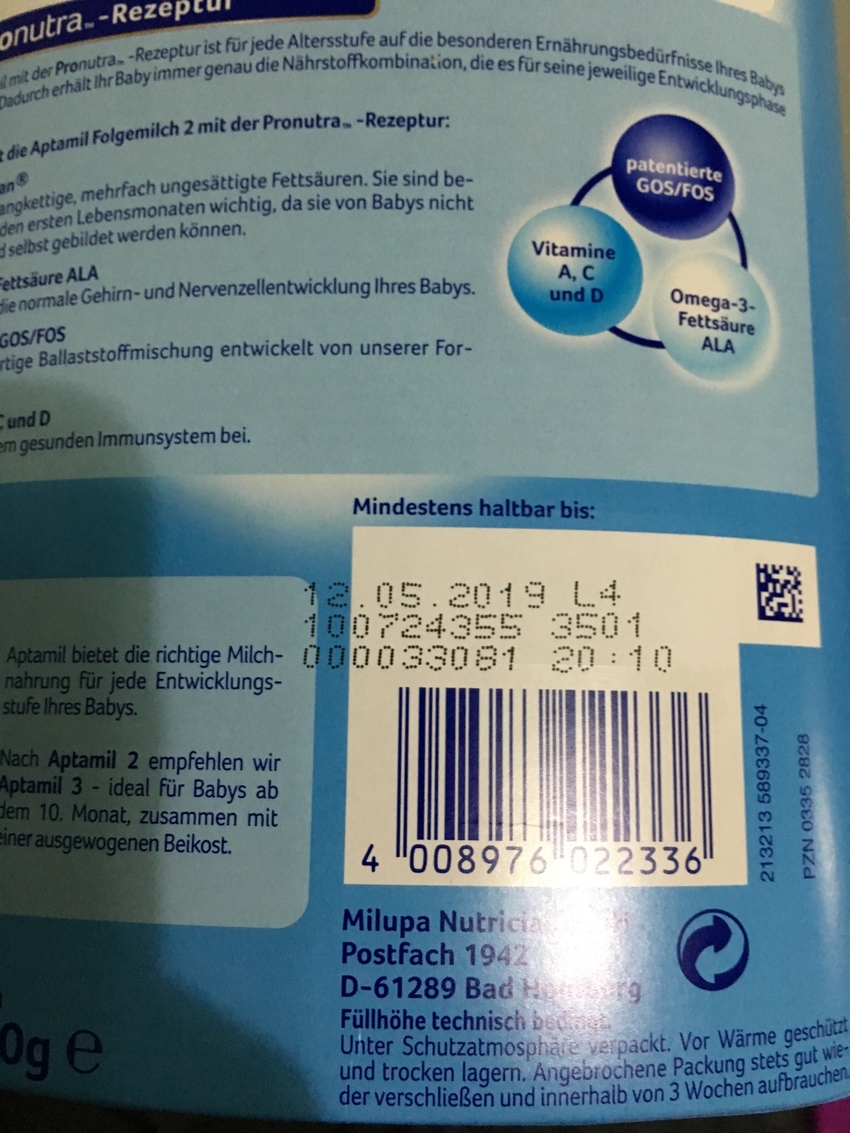 -Rezeptur
mit der Pronutra™ -Rezeptur ist für jede Altersstufe auf die besonderen Ernährungsbedürfnisse Ihres Babys
Dadurch erhält Ihr Baby immer genau die Nährstoffkombination, die es für seine jeweilige Entwicklungsphase
die Aptamil Folgemilch 2 mit der Pronutra™ -Rezeptur:
patentierte
GOS/FOS
Vitamine
A, C
und D
Omega-3-
Fettsäure
ALA
an®
angkettige, mehrfach ungesättigte Fettsäuren. Sie sind be-
den ersten Lebensmonaten wichtig, da sie von Babys nicht
selbst gebildet werden können.
Fettsäure ALA
die normale Gehirn- und Nervenzellentwicklung Ihres Babys.
GOS/FOS
rtige Ballaststoffmischung entwickelt von unserer For-
C und D
em gesunden Immunsystem bei.
Mindestens haltbar bis:
12.05.2019 L4
100724355 3501
000033081 20:10
Aptamil bietet die richtige Milch-
nahrung für jede Entwicklungs-
stufe Ihres Babys.
Nach Aptamil 2 empfehlen wir
Aptamil 3 - ideal für Babys ab
dem 10. Monat, zusammen mit
einer ausgewogenen Beikost.
4 008976 022336
213213 589337-04
PZN 0335 2828
Milupa Nutricia
Postfach 1942
D-61289 Bad Homburg
Füllhöhe technisch bedingt.
Unter Schutzatmosphäre verpackt. Vor Wärme geschützt
und trocken lagern. Angebrochene Packung stets gut wie-
der verschließen und innerhalb von 3 Wochen aufbrauchen.
0g e